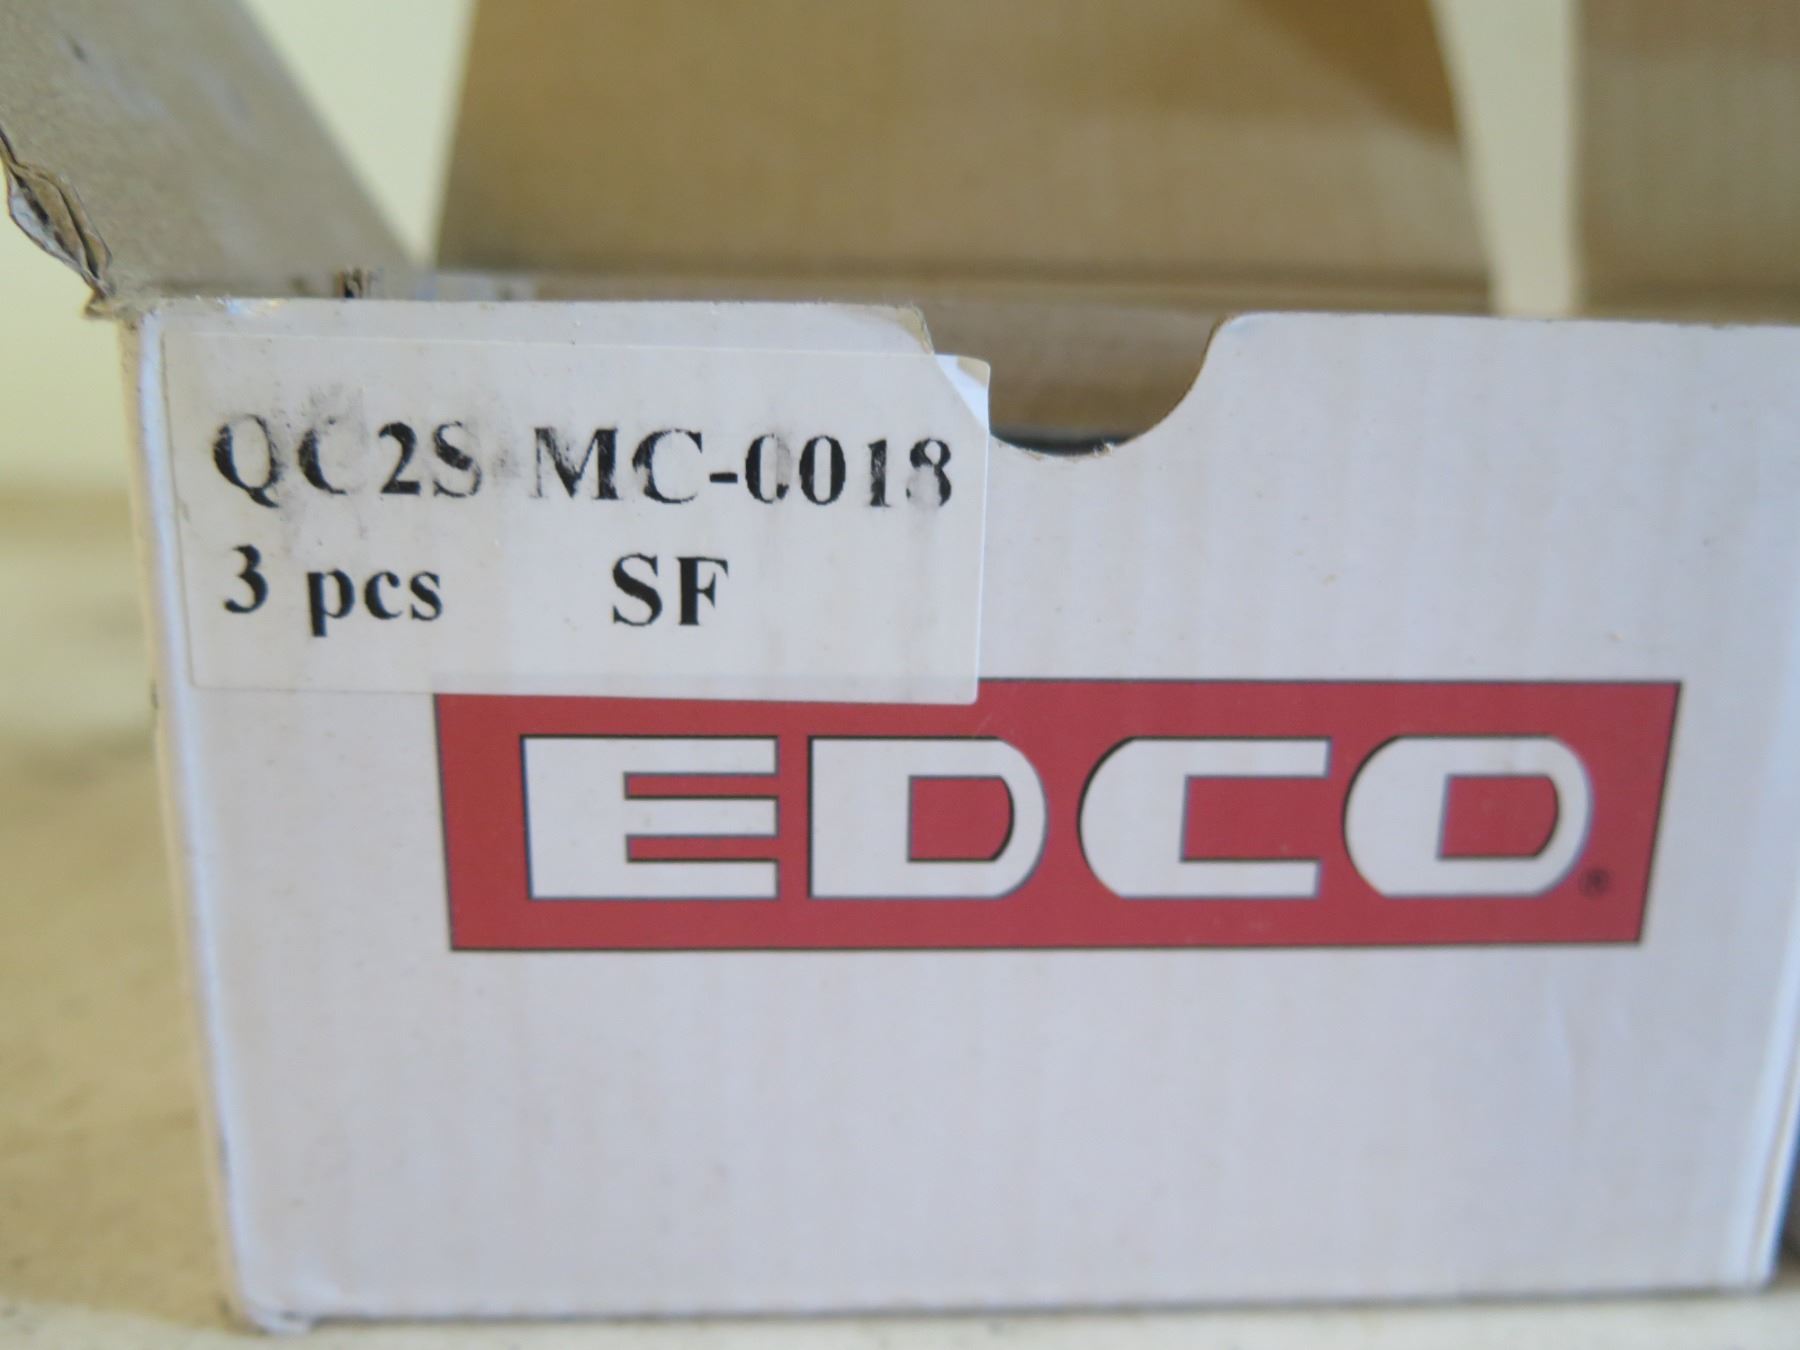 QC2S MC-0018
3 pcs SF
EDCO®